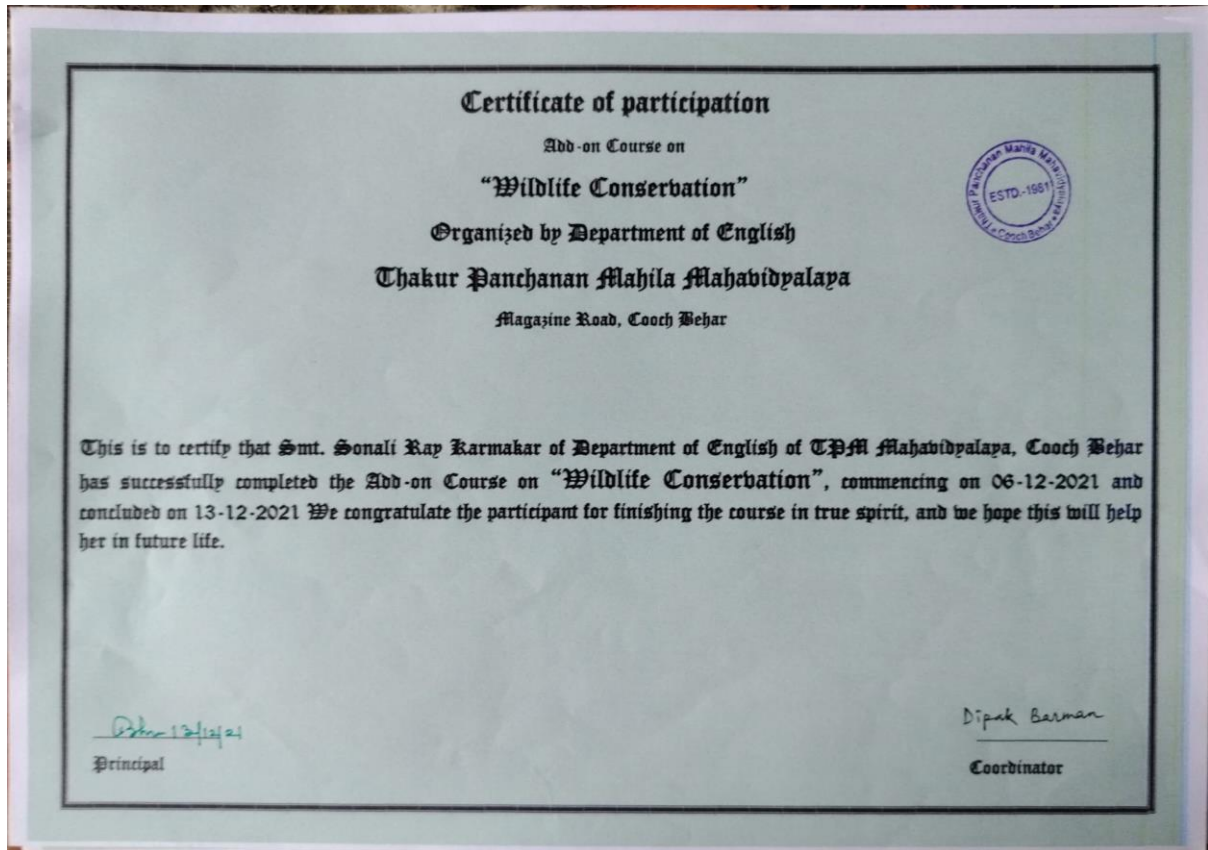 Certificate of participation
Add-on Course on
“Wildlife Conservation”
Organized by Department of English
Thakur Panchanan Mahila Mahavidyalaya
Magazine Road, Cooch Behar
Thakur Panchanan Mahila Mahavidyalaya
ESTD.-1981
Cooch Behar
This is to certify that Smt. Sonali Ray Karmakar of Department of English of TPM Mahavidyalaya, Cooch Behar
has successfully completed the Add-on Course on “Wildlife Conservation”, commencing on 06-12-2021 and
concluded on 13-12-2021 We congratulate the participant for finishing the course in true spirit, and we hope this will help
her in future life.
13/12/21
Dipak Barman
Principal
Coordinator